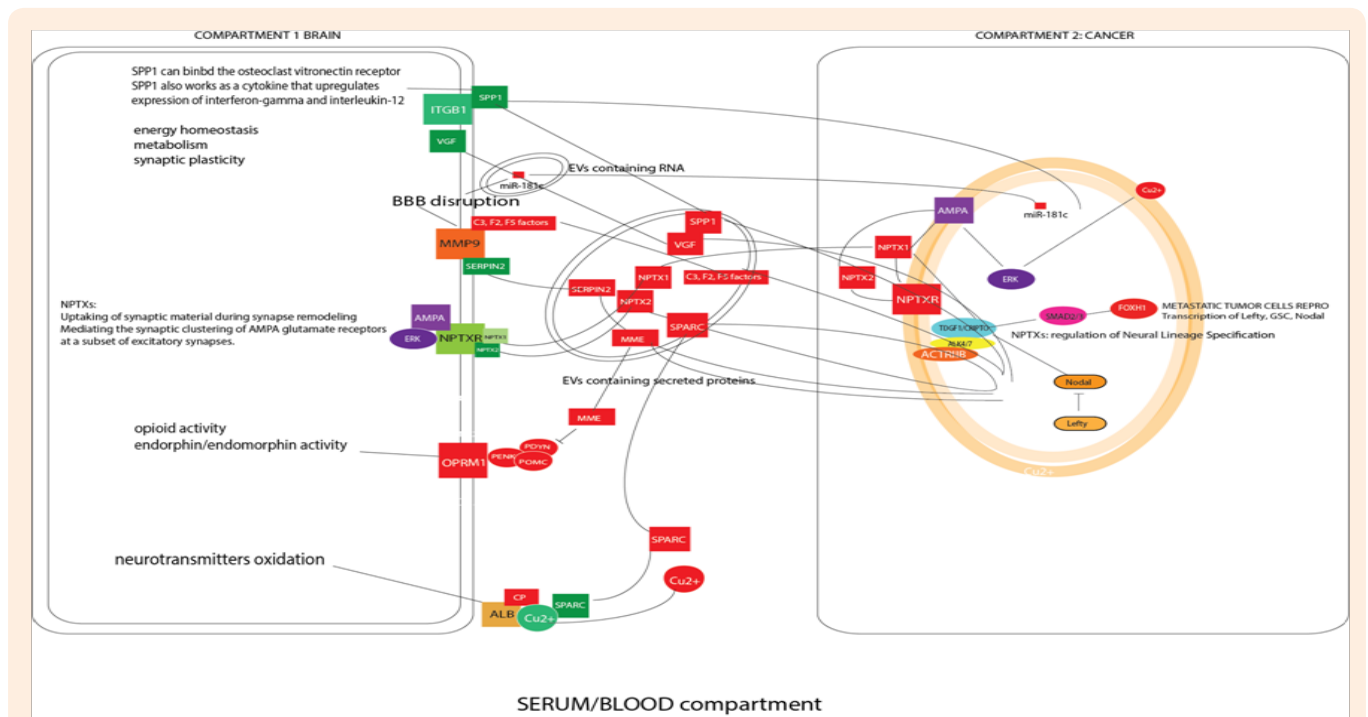 COMPARTMENT 1 BRAIN
COMPARTMENT 2: CANCER
SPP1 can binbd the osteoclast vitronectin receptor
SPP1 also works as a cytokine that upregulates
expression of interferon-gamma and interleukin-12
SPP1
ITGB1
VGF
energy homeostasis
metabolism
synaptic plasticity
EVs containing RNA
miR-181c
BBB disruption
C3, F2, F5 factors
MMP9
SERPIN2
SPP1
VGF
NPTX1
C3, F2, F5 factors
SERPIN2
NPTX2
SPARC
MME
EVs containing secreted proteins
NPTXs:
Uptaking of synaptic material during synapse remodeling
Mediating the synaptic clustering of AMPA glutamate receptors
at a subset of excitatory synapses.
AMPA
ERK
NPTXR
NPTX1
NPTX2
Cu2+
AMPA
miR-181c
NPTX1
NPTX2
ERK
NPTXR
FOXH1
SMAD2/3
METASTATIC TUMOR CELLS REPRO
Transcription of Lefty, GSC, Nodal
TDGF1/CRIPTO
NPTXs: regulation of Neural Lineage Specification
ALK4/7
ACTRIIB
Nodal
Lefty
Cu2+
MME
opioid activity
endorphin/endomorphin activity
OPRM1
PENK
PDYN
POMC
SPARC
Cu2+
neurotransmitters oxidation
CP
ALB
Cu2+
SPARC
SERUM/BLOOD compartment